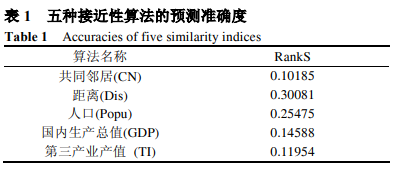 表 1 五种接近性算法的预测准确度
Table 1 Accuracies of five similarity indices
算法名称 RankS
共同邻居(CN) 0.10185
距离(Dis) 0.30081
人口(Popu) 0.25475
国内生产总值(GDP) 0.14588
第三产业产值 (TI) 0.11954